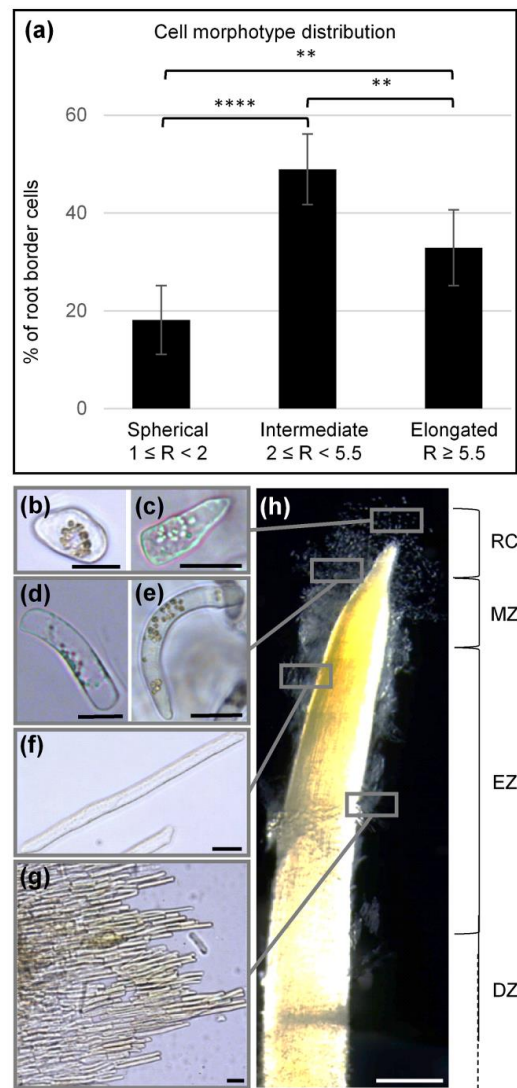 (a)
Cell morphotype distribution
**
**** **
60
40
20
0
% of root border cells
Spherical Intermediate Elongated
1 ≤ R < 2 2 ≤ R < 5.5 R ≥ 5.5
(b) (c) (h)
RC
(d) (e)
MZ
(f)
EZ
(g)
DZ